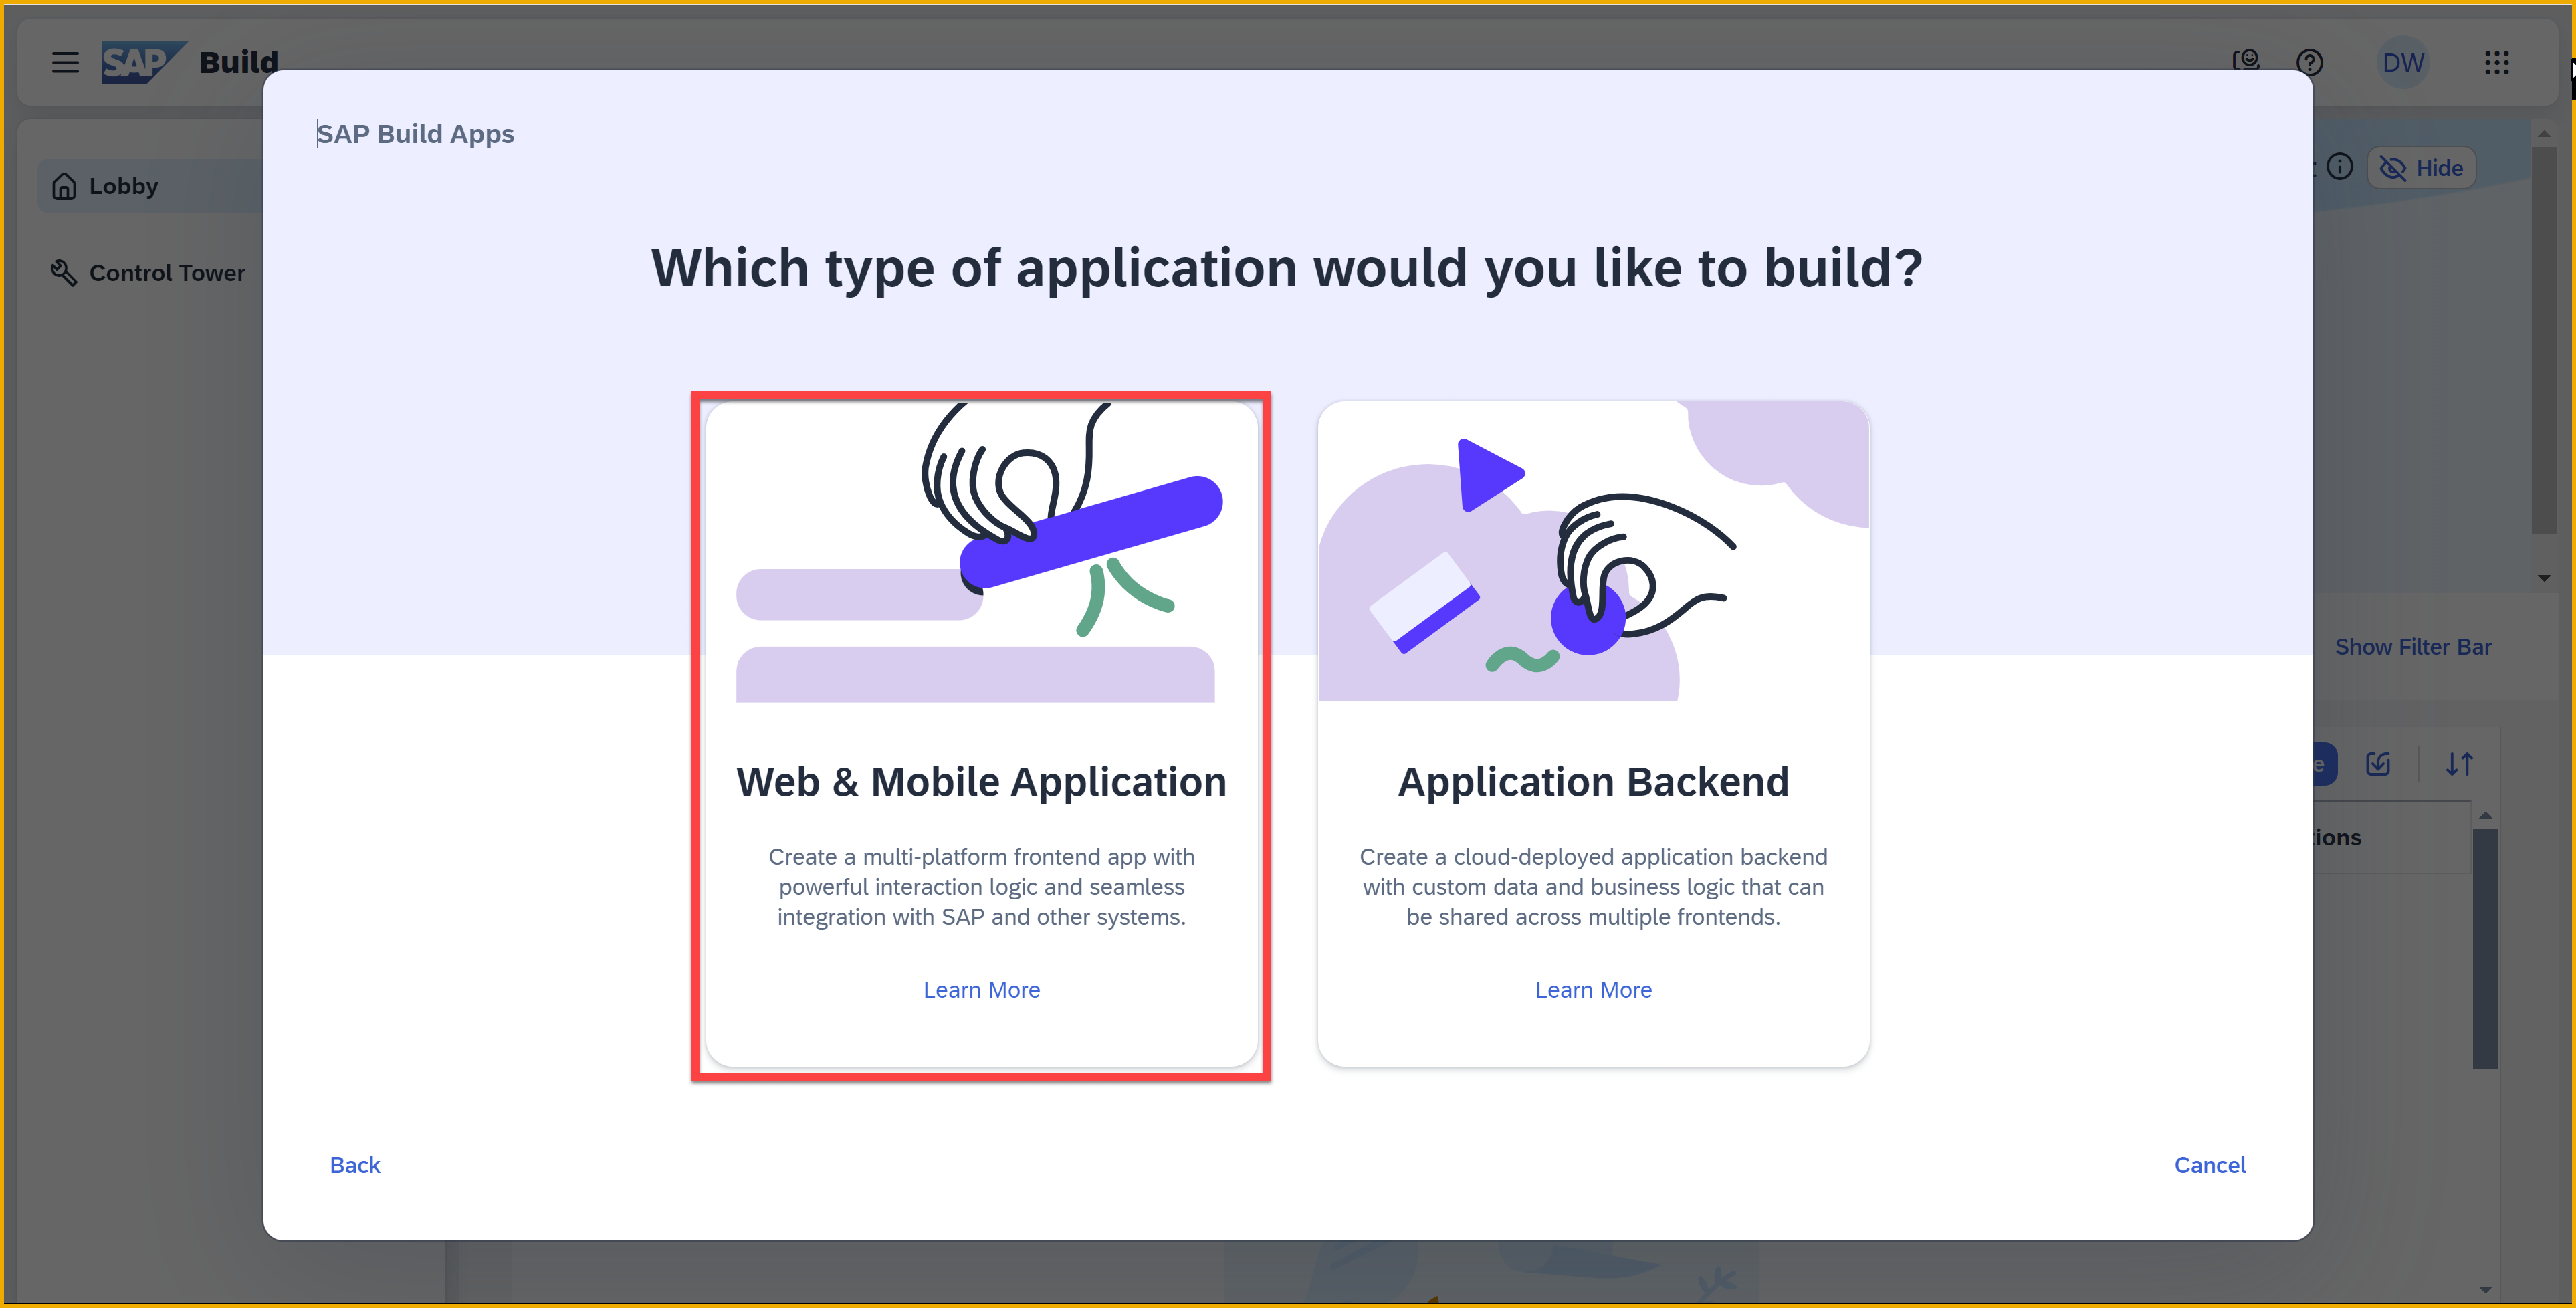 SAP Build
DW
SAP Build Apps
Lobby
Hide
Control Tower
Which type of application would you like to build?
Show Filter Bar
Web & Mobile Application
Application Backend
Create a multi-platform frontend app with
powerful interaction logic and seamless
integration with SAP and other systems.
Create a cloud-deployed application backend
with custom data and business logic that can
be shared across multiple frontends.
Learn More
Learn More
Back
Cancel